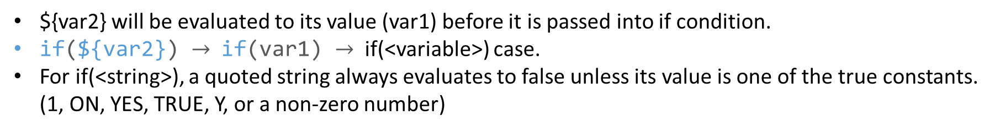 • ${var2} will be evaluated to its value (var1) before it is passed into if condition.
• if(${var2}) → if(var1) → if(<variable>) case.
• For if(<string>), a quoted string always evaluates to false unless its value is one of the true constants.
(1, ON, YES, TRUE, Y, or a non-zero number)